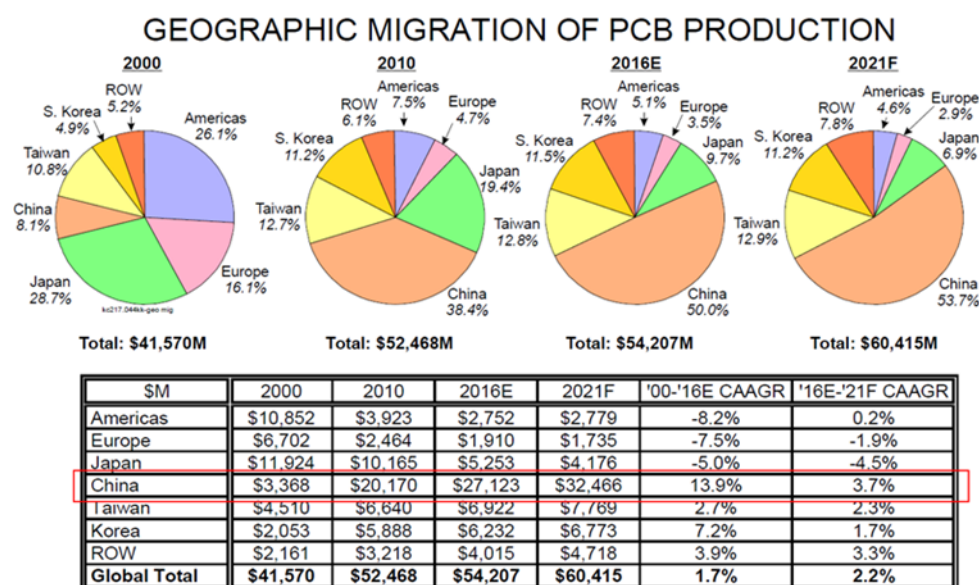 GEOGRAPHIC MIGRATION OF PCB PRODUCTION
2000
ROW
5.2%
S. Korea
4.9%
Americas
26.1%
Taiwan
10.8%
China
8.1%
Japan
28.7%
Europe
16.1%
kc217.044kk-geo mig
Total: $41,570M
2010
Americas
7.5%
ROW
6.1%
Europe
4.7%
S. Korea
11.2%
Japan
19.4%
Taiwan
12.7%
China
38.4%
Total: $52,468M
2016E
Americas
5.1%
ROW
7.4%
Europe
3.5%
S. Korea
11.5%
Japan
9.7%
Taiwan
12.8%
China
50.0%
Total: $54,207M
2021F
Americas
4.6%
Europe
2.9%
ROW
7.8%
S. Korea
11.2%
Japan
6.9%
Taiwan
12.9%
China
53.7%
Total: $60,415M
$M 2000 2010 2016E 2021F '00-'16E CAAGR '16E-'21F CAAGR
Americas $10,852 $3,923 $2,752 $2,779 -8.2% 0.2%
Europe $6,702 $2,464 $1,910 $1,735 -7.5% -1.9%
Japan $11,924 $10,165 $5,253 $4,176 -5.0% -4.5%
China $3,368 $20,170 $27,123 $32,466 13.9% 3.7%
Taiwan $4,510 $6,640 $6,922 $7,769 2.7% 2.3%
Korea $2,053 $5,888 $6,232 $6,773 7.2% 1.7%
ROW $2,161 $3,218 $4,015 $4,718 3.9% 3.3%
Global Total $41,570 $52,468 $54,207 $60,415 1.7% 2.2%